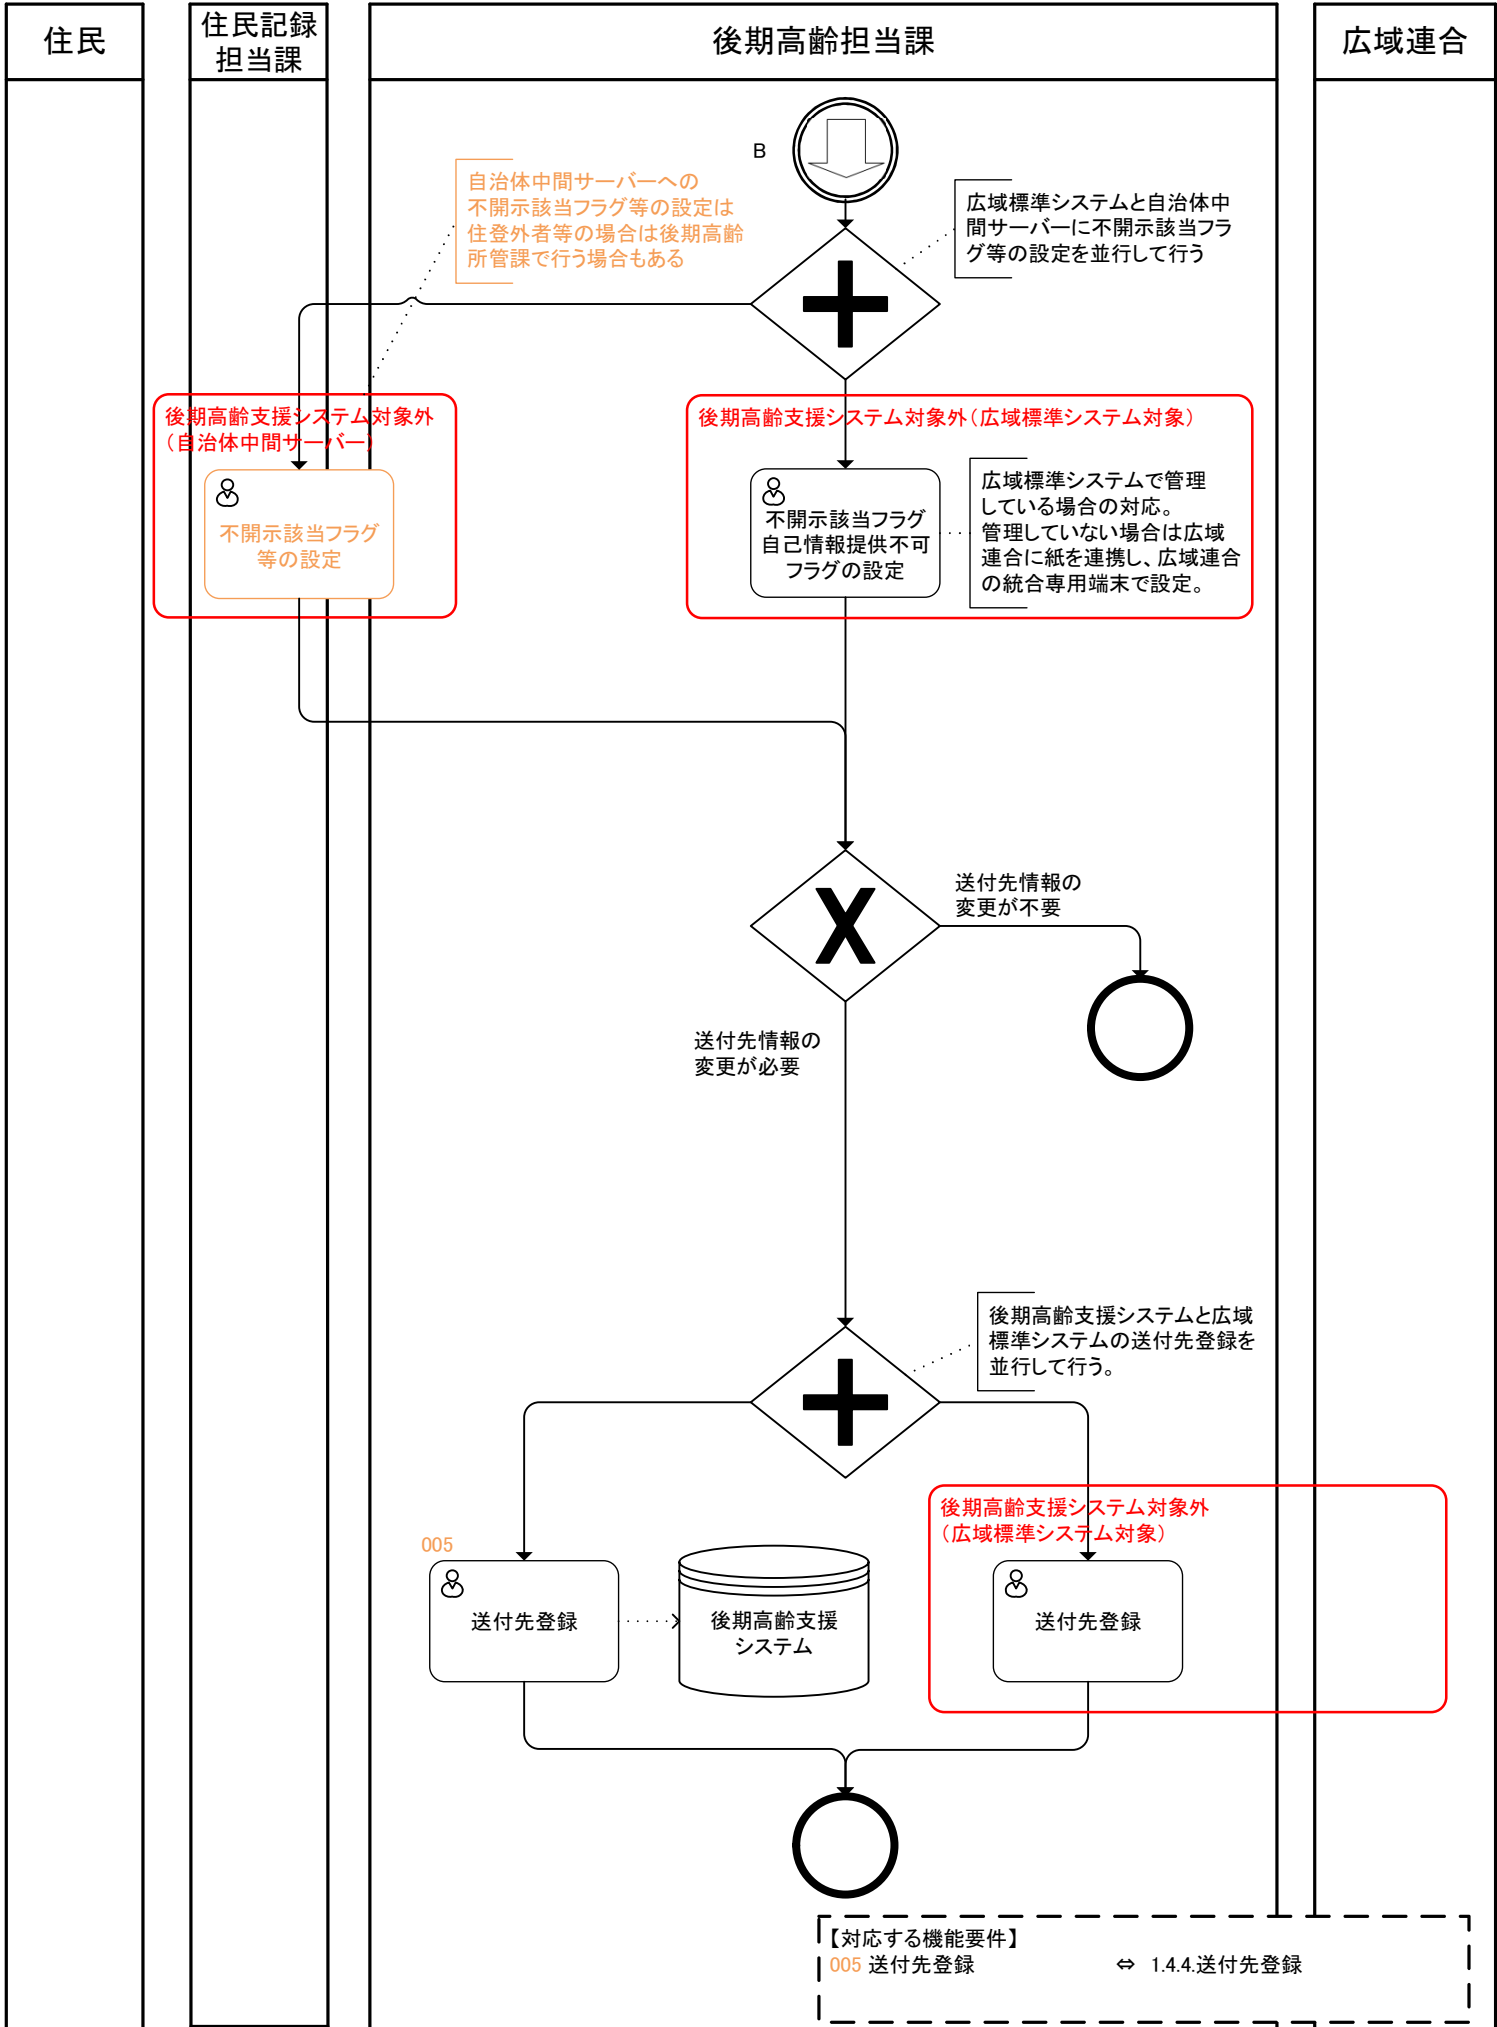 住民
住民記録
担当課
後期高齢担当課
広域連合
B
自治体中間サーバーへの
不開示該当フラグ等の設定は
住登外者等の場合は後期高齢
所管課で行う場合もある
広域標準システムと自治体中
間サーバーに不開示該当フラ
グ等の設定を並行して行う
後期高齢支援システム対象外
（自治体中間サーバー）
不開示該当フラグ
等の設定
後期高齢支援システム対象外（広域標準システム対象）
不開示該当フラグ
自己情報提供不可
フラグの設定
広域標準システムで管理
している場合の対応。
管理していない場合は広域
連合に紙を連携し、広域連合
の統合専用端末で設定。
送付先情報の
変更が不要
送付先情報の
変更が必要
後期高齢支援システムと広域
標準システムの送付先登録を
並行して行う。
005
送付先登録
後期高齢支援
システム
後期高齢支援システム対象外
（広域標準システム対象）
送付先登録
【対応する機能要件】
005 送付先登録 ⇔ 1.4.4.送付先登録